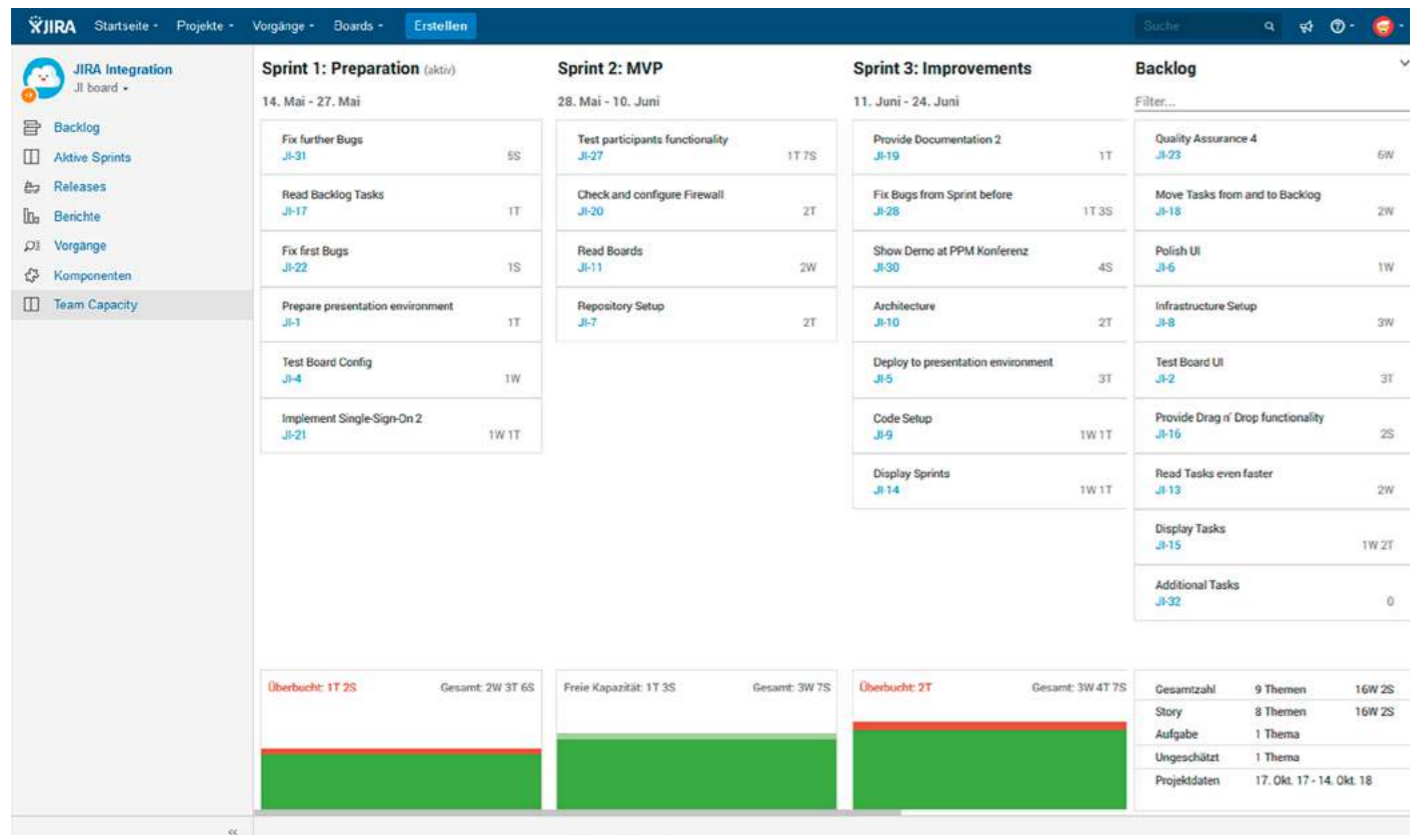 JIRA Startseite Projekte Vorgänge Boards Erstellen Suche
JIRA Integration
JI board
Backlog
Aktive Sprints
Releases
Berichte
Vorgänge
Komponenten
Team Capacity
Sprint 1: Preparation (aktiv)
14. Mai - 27. Mai
Fix further Bugs
JI-31 5S
Read Backlog Tasks
JI-17 1T
Fix first Bugs
JI-22 1S
Prepare presentation environment
JI-1 1T
Test Board Config
JI-4 1W
Implement Single-Sign-On 2
JI-21 1W 1T
Überbucht: 1T 2S Gesamt: 2W 3T 6S
Sprint 2: MVP
28. Mai - 10. Juni
Test participants functionality
JI-27 1T 7S
Check and configure Firewall
JI-20 2T
Read Boards
JI-11 2W
Repository Setup
JI-7 2T
Freie Kapazität: 1T 3S Gesamt: 3W 7S
Sprint 3: Improvements
11. Juni - 24. Juni
Provide Documentation 2
JI-19 1T
Fix Bugs from Sprint before
JI-28 1T 3S
Show Demo at PPM Konferenz
JI-30 4S
Architecture
JI-10 2T
Deploy to presentation environment
JI-5 3T
Code Setup
JI-9 1W 1T
Display Sprints
JI-14 1W 1T
Überbucht: 2T Gesamt: 3W 4T 7S
Backlog
Filter...
Quality Assurance 4
JI-23 6W
Move Tasks from and to Backlog
JI-18 2W
Polish UI
JI-6 1W
Infrastructure Setup
JI-8 3W
Test Board UI
JI-2 3T
Provide Drag n' Drop functionality
JI-16 2S
Read Tasks even faster
JI-13 2W
Display Tasks
JI-15 1W 2T
Additional Tasks
JI-32 0
Gesamtzahl 9 Themen 16W 2S
Story 8 Themen 16W 2S
Aufgabe 1 Thema
Ungeschätzt 1 Thema
Projektdaten 17. Okt. 17 - 14. Okt. 18